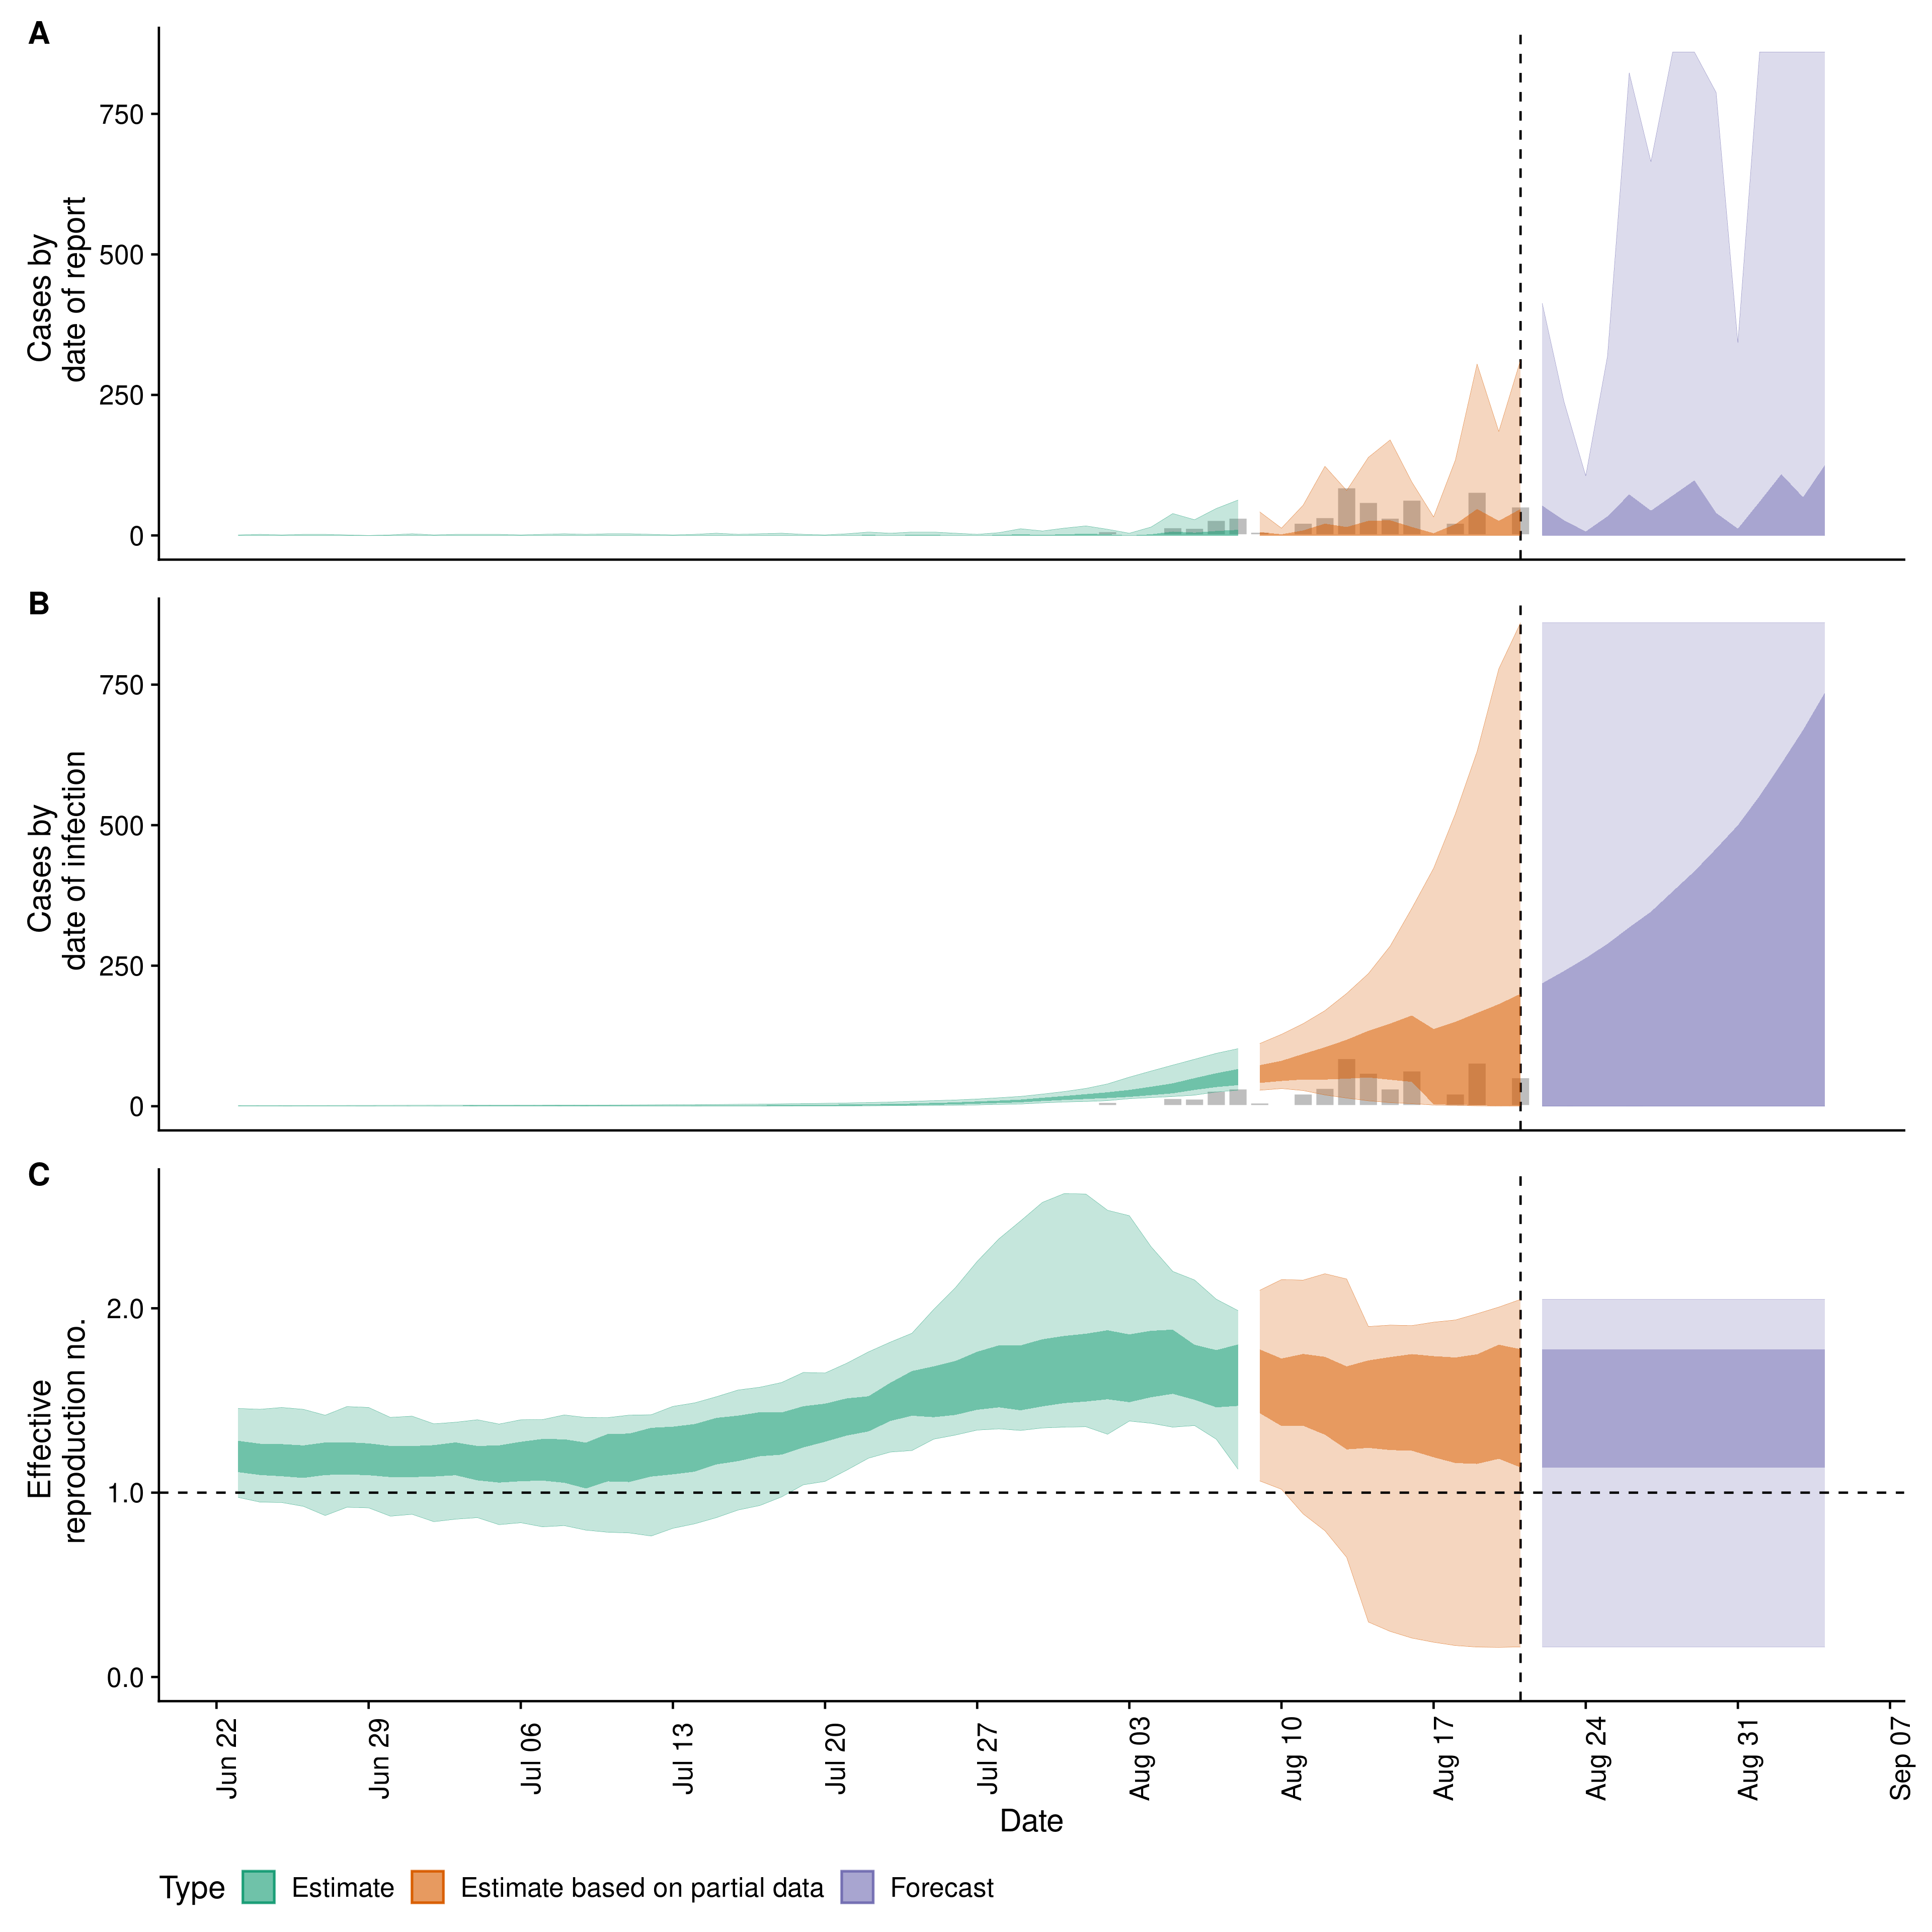 A
Cases by
date of report
750
500
250
0
B
Cases by
date of infection
750
500
250
0
C
Effective
reproduction no.
2.0
1.0
0.0
Jun 22
Jun 29
Jul 06
Jul 13
Jul 20
Jul 27
Aug 03
Aug 10
Aug 17
Aug 24
Aug 31
Sep 07
Date
Type Estimate Estimate based on partial data Forecast